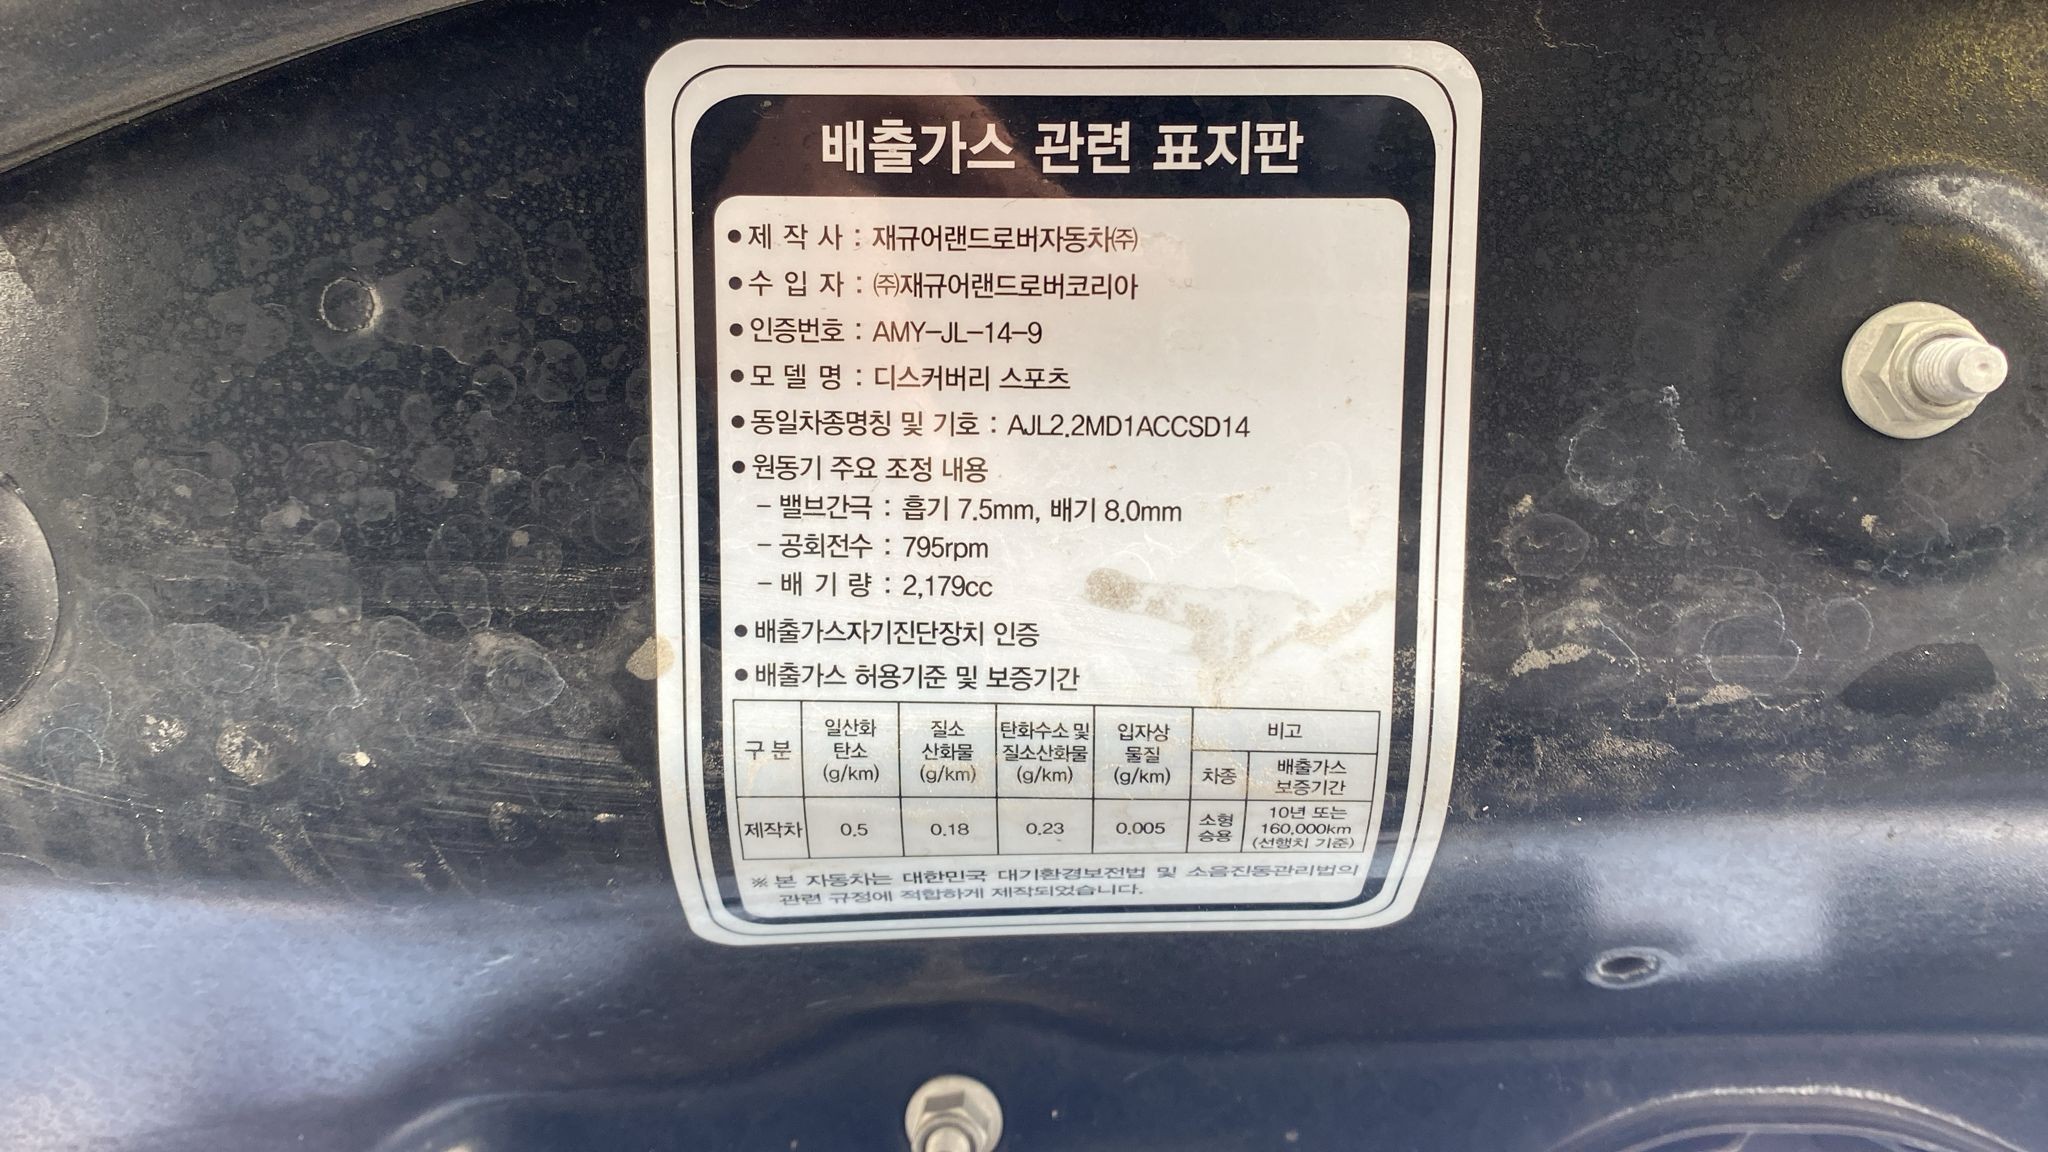 배출가스 관련 표지판
● 제 작 사 : 재규어랜드로버자동차㈜
● 수 입 자 : ㈜재규어랜드로버코리아
● 인증번호 : AMY-JL-14-9
● 모 델 명 : 디스커버리 스포츠
● 동일차종명칭 및 기호 : AJL2.2MD1ACCSD14
● 원동기 주요 조정 내용
- 밸브간극 : 흡기 7.5mm, 배기 8.0mm
- 공회전수 : 795rpm
- 배 기 량 : 2,179cc
● 배출가스자기진단장치 인증
● 배출가스 허용기준 및 보증기간
구 분
일산화
탄소
(g/km)
질소
산화물
(g/km)
탄화수소 및
질소산화물
(g/km)
입자상
물질
(g/km)
비고
차종
배출가스
보증기간
제작차
0.5
0.18
0.23
0.005
소형
승용
10년 또는
160,000km
(선행치 기준)
※ 본 자동차는 대한민국 대기환경보전법 및 소음진동관리법의
관련 규정에 적합하게 제작되었습니다.